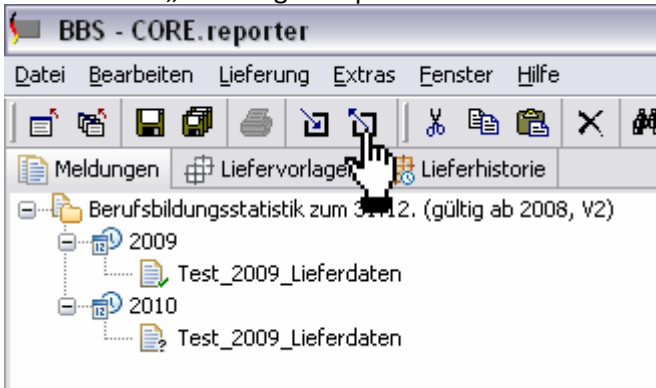 BBS - CORE.reporter
Datei Bearbeiten Lieferung Extras Fenster Hilfe
Meldungen Liefervorlagen Lieferhistorie
Berufsbildungsstatistik zum 31.12. (gültig ab 2008, V2)
2009
Test_2009_Lieferdaten
2010
Test_2009_Lieferdaten